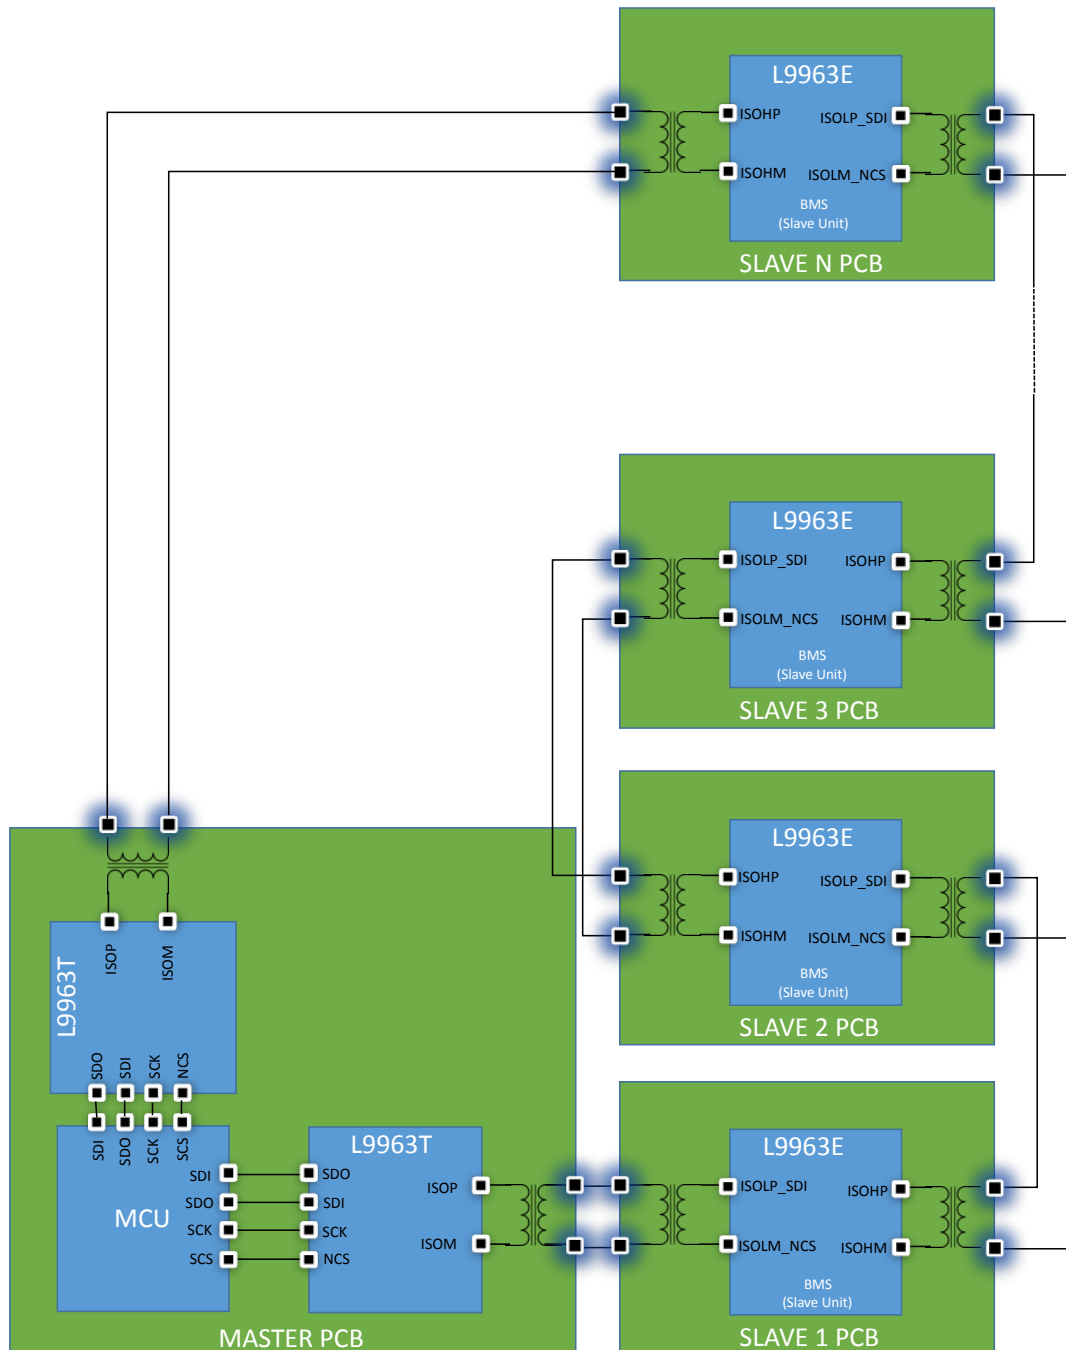 L9963E
ISOHP
ISOLP_SDI
ISOHM
ISOLM_NCS
BMS
(Slave Unit)
SLAVE N PCB
L9963E
ISOLP_SDI
ISOHP
ISOLM_NCS
ISOHM
BMS
(Slave Unit)
SLAVE 3 PCB
L9963E
ISOHP
ISOLP_SDI
ISOHM
ISOLM_NCS
BMS
(Slave Unit)
SLAVE 2 PCB
L9963E
ISOLP_SDI
ISOHP
ISOLM_NCS
ISOHM
BMS
(Slave Unit)
SLAVE 1 PCB
ISOP
ISOM
L9963T
SDO
SDI
SCK
NCS
SDI
SDO
SCK
SCS
MCU
SDI
SDO
SCK
SCS
L9963T
SDO
SDI
SCK
NCS
ISOP
ISOM
MASTER PCB